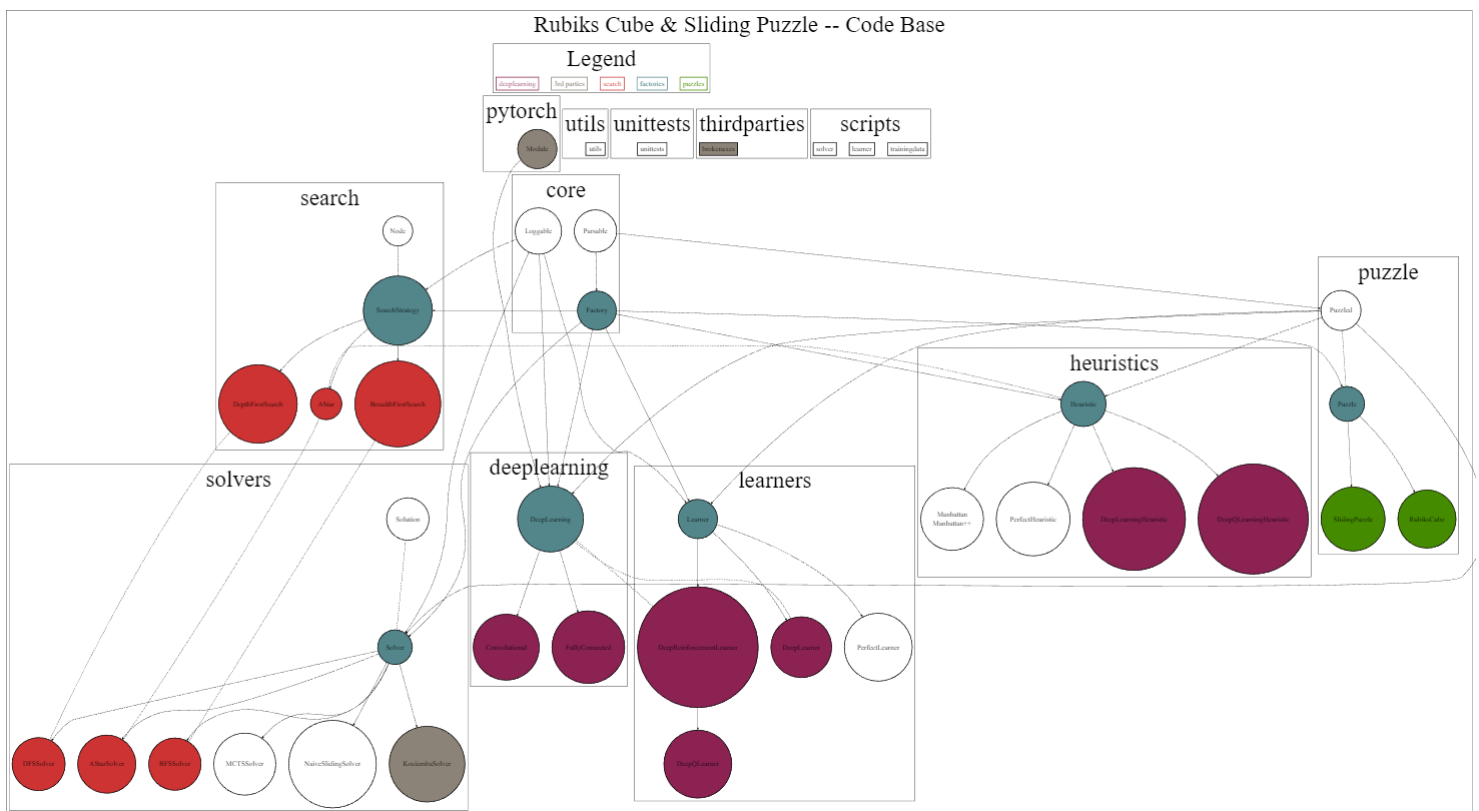 Rubiks Cube & Sliding Puzzle -- Code Base
Legend
deeplearning
3rd parties
search
factories
puzzles
pytorch
Module
utils
utils
unittests
unittests
thirdparties
brokenaxes
scripts
solver
learner
trainingdata
search
Node
SearchStrategy
DepthFirstSearch
AStar
BreadthFirstSearch
core
Loggable
Parsable
Factory
puzzle
Puzzled
Puzzle
SlidingPuzzle
RubiksCube
heuristics
Heuristic
Manhattan
Manhattan++
PerfectHeuristic
DeepLearningHeuristic
DeepQLearningHeuristic
solvers
Solution
Solver
DFSSolver
AStarSolver
BFSSolver
MCTSSolver
NaiveSlidingSolver
KociembaSolver
deeplearning
DeepLearning
Convolutional
FullyConnected
learners
Learner
DeepReinforcementLearner
DeepLearner
PerfectLearner
DeepQLearner